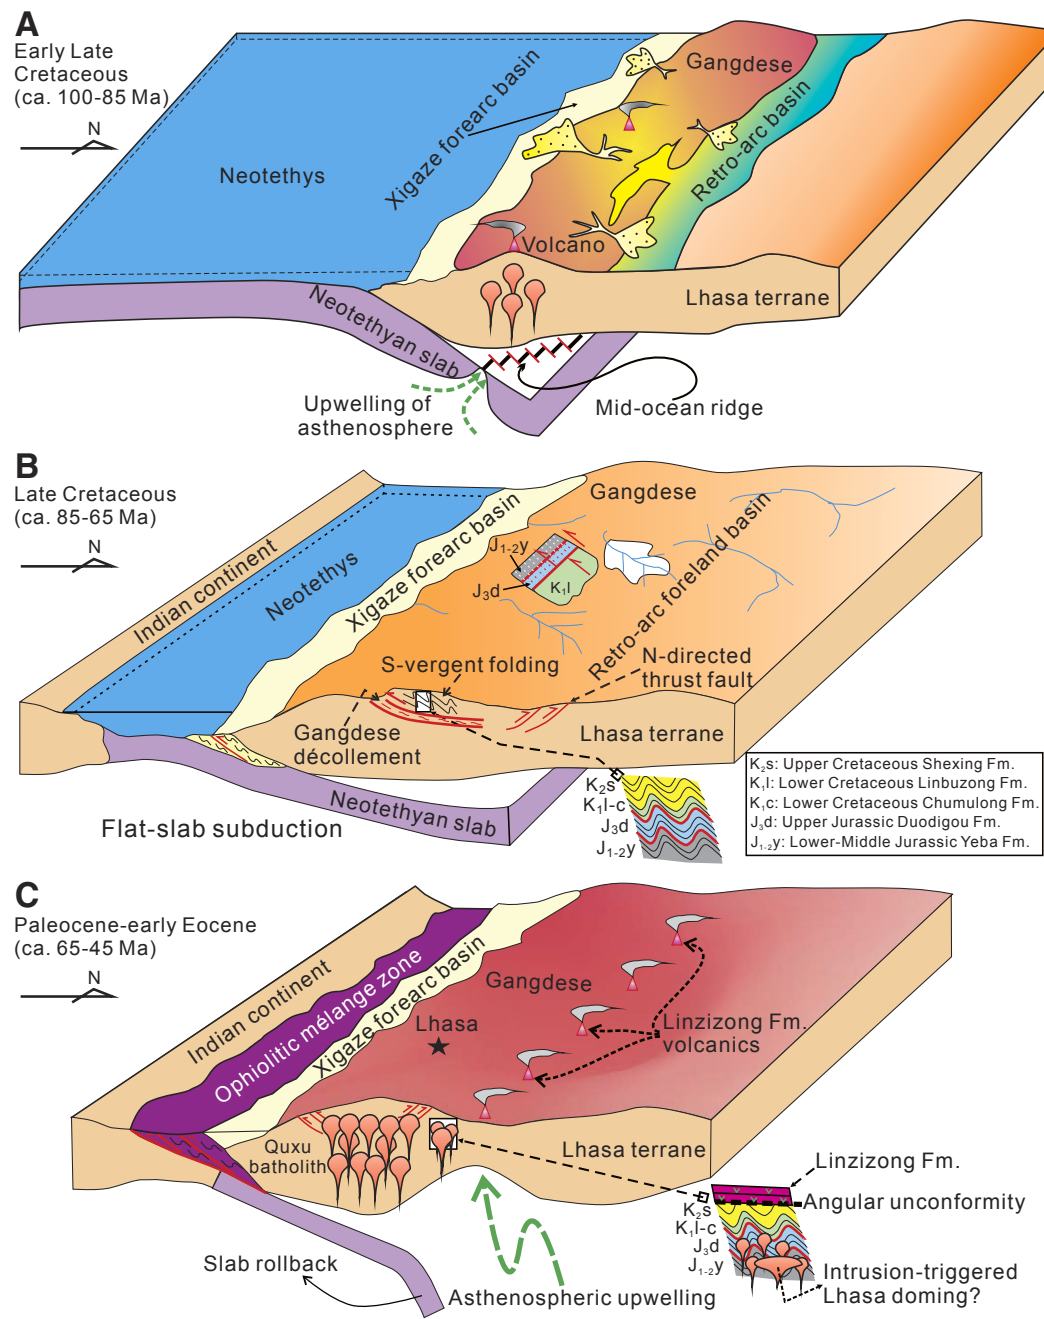 A
Early Late
Cretaceous
(ca. 100-85 Ma)
N
Neotethys
Xigaze forearc basin
Gangdese
Retro-arc basin
Volcano
Lhasa terrane
Neotethyan slab
Upwelling of
asthenosphere
Mid-ocean ridge
B
Late Cretaceous
(ca. 85-65 Ma)
N
Indian continent
Neotethys
Xigaze forearc basin
Gangdese
J₁₋₂y
J₃d
K₁l
Retro-arc foreland basin
S-vergent folding
N-directed
thrust fault
Gangdese
décollement
Lhasa terrane
Neotethyan slab
Flat-slab subduction
K₂s
K₁l-c
J₃d
J₁₋₂y
K₂s: Upper Cretaceous Shexing Fm.
K₁l: Lower Cretaceous Linbuzong Fm.
K₁c: Lower Cretaceous Chumulong Fm.
J₃d: Upper Jurassic Duodigou Fm.
J₁₋₂y: Lower-Middle Jurassic Yeba Fm.
C
Paleocene-early Eocene
(ca. 65-45 Ma)
N
Indian continent
Ophiolitic mélange zone
Xigaze forearc basin
Gangdese
Lhasa
Linzizong Fm.
volcanics
Quxu
batholith
Lhasa terrane
Linzizong Fm.
Angular unconformity
K₂s
K₁l-c
J₃d
J₁₋₂y
Slab rollback
Asthenospheric upwelling
Intrusion-triggered
Lhasa doming?